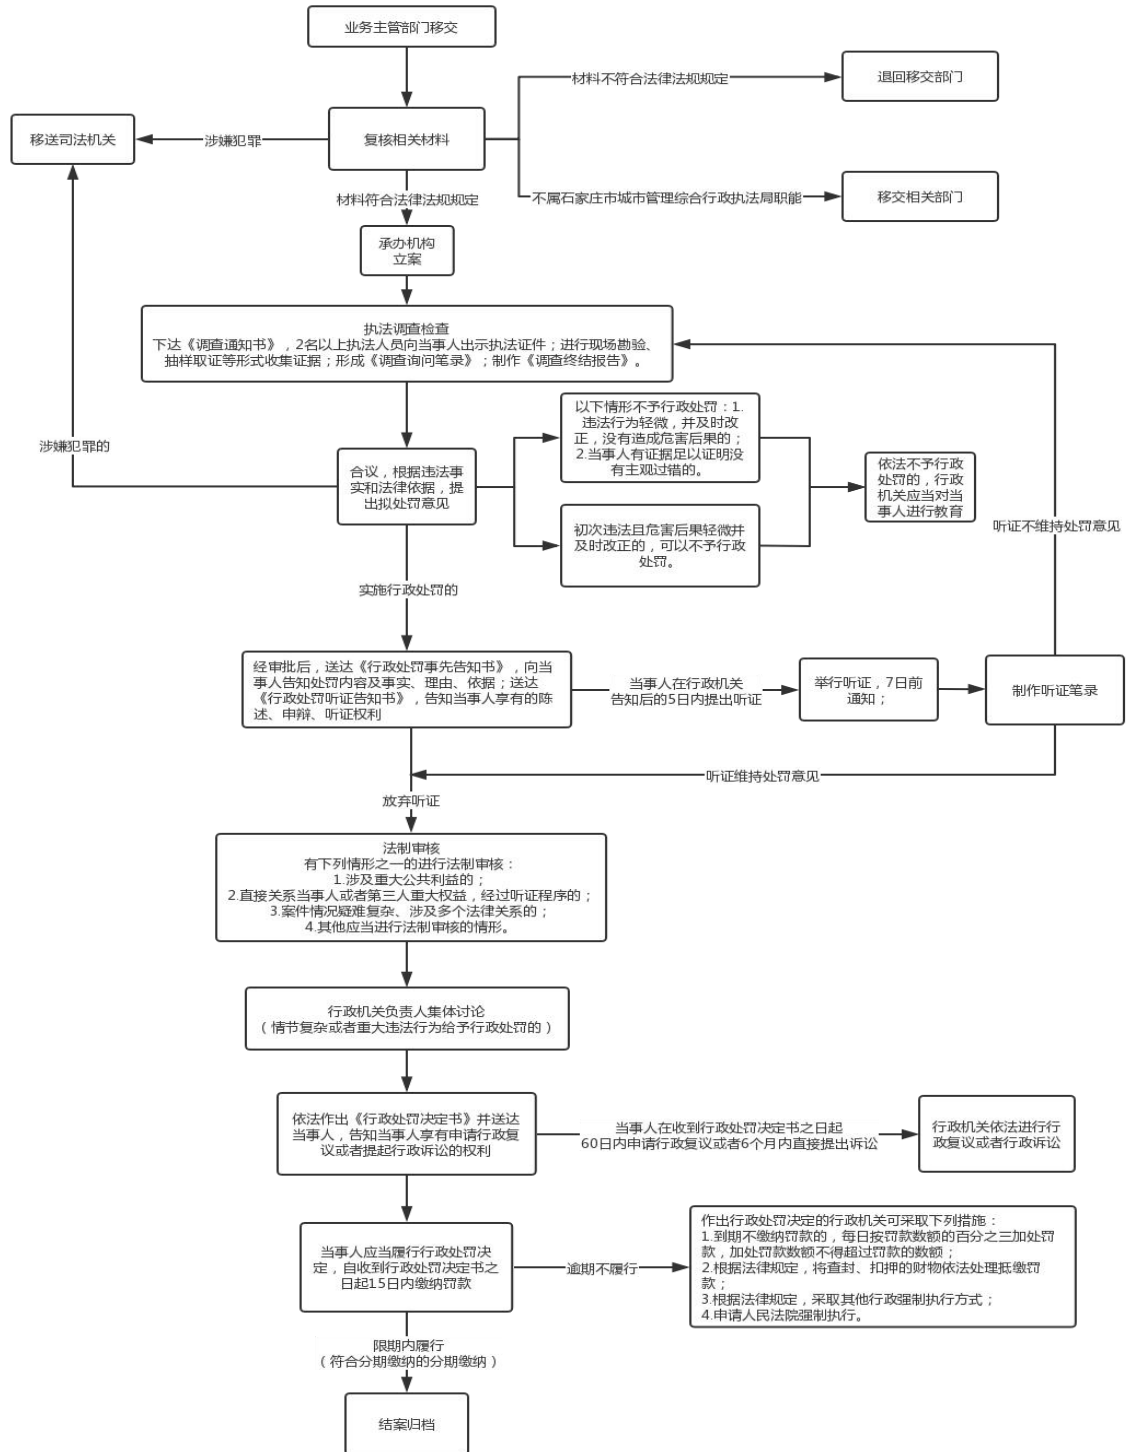 业务主管部门移交
材料不符合法律法规规定
退回移交部门
移送司法机关
涉嫌犯罪
复核相关材料
材料符合法律法规规定
不属石家庄市城市管理综合行政执法局职能
移交相关部门
承办机构
立案
执法调查检查
下达《调查通知书》，2名以上执法人员向当事人出示执法证件；进行现场勘验、
抽样取证等形式收集证据；形成《调查询问笔录》；制作《调查终结报告》。
以下情形不予行政处罚：1.
违法行为轻微，并及时改
正，没有造成危害后果的；
2.当事人有证据足以证明没
有主观过错的。
涉嫌犯罪的
合议，根据违法事
实和法律依据，提
出拟处罚意见
依法不予行政
处罚的，行政
机关应当对当
事人进行教育
初次违法且危害后果轻微并
及时改正的，可以不予行政
处罚。
听证不维持处罚意见
实施行政处罚的
经审批后，送达《行政处罚事先告知书》，向当
事人告知处罚内容及事实、理由、依据；送达
《行政处罚听证告知书》，告知当事人享有的陈
述、申辩、听证权利
当事人在行政机关
告知后的5日内提出听证
举行听证，7日前
通知；
制作听证笔录
听证维持处罚意见
放弃听证
法制审核
有下列情形之一的进行法制审核：
1.涉及重大公共利益的；
2.直接关系当事人或者第三人重大权益，经过听证程序的；
3.案件情况疑难复杂、涉及多个法律关系的；
4.其他应当进行法制审核的情形。
行政机关负责人集体讨论
（情节复杂或者重大违法行为给予行政处罚的）
依法作出《行政处罚决定书》并送达
当事人，告知当事人享有申请行政复
议或者提起行政诉讼的权利
当事人在收到行政处罚决定书之日起
60日内申请行政复议或者6个月内直接提出诉讼
行政机关依法进行行
政复议或者行政诉讼
当事人应当履行行政处罚决
定，自收到行政处罚决定书之
日起15日内缴纳罚款
逾期不履行
作出行政处罚决定的行政机关可采取下列措施：
1.到期不缴纳罚款的，每日按罚款数额的百分之三加处罚
款，加处罚款数额不得超过罚款的数额；
2.根据法律规定，将查封、扣押的财物依法处理抵缴罚
款；
3.根据法律规定，采取其他行政强制执行方式；
4.申请人民法院强制执行。
限期内履行
（符合分期缴纳的分期缴纳）
结案归档